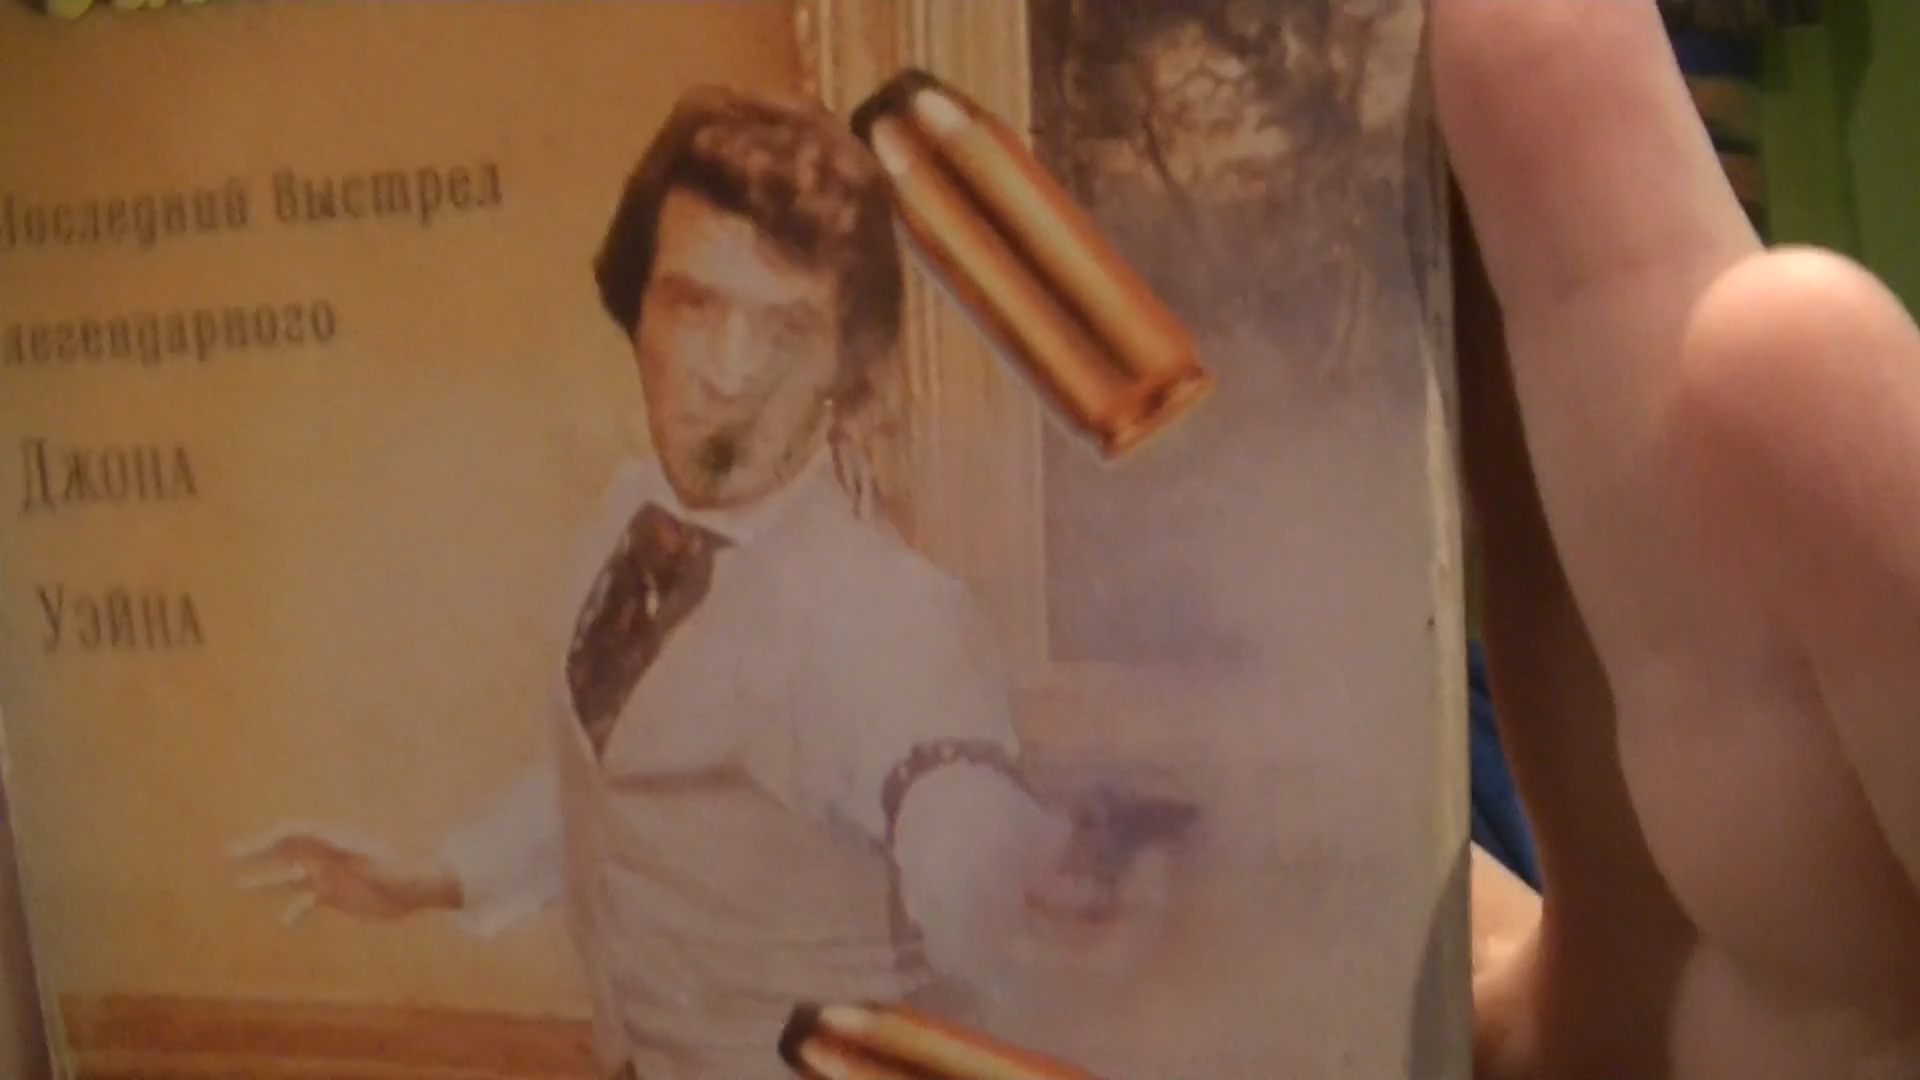 Последний выстрел
легендарного
Джона
Уэйна